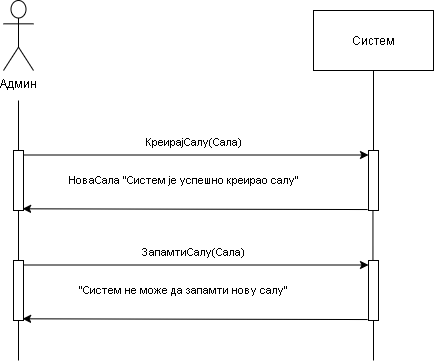 Админ
Систем
КреирајСалу(Сала)
НоваСала "Систем је успешно креирао салу"
ЗапамтиСалу(Сала)
"Систем не може да запамти нову салу"